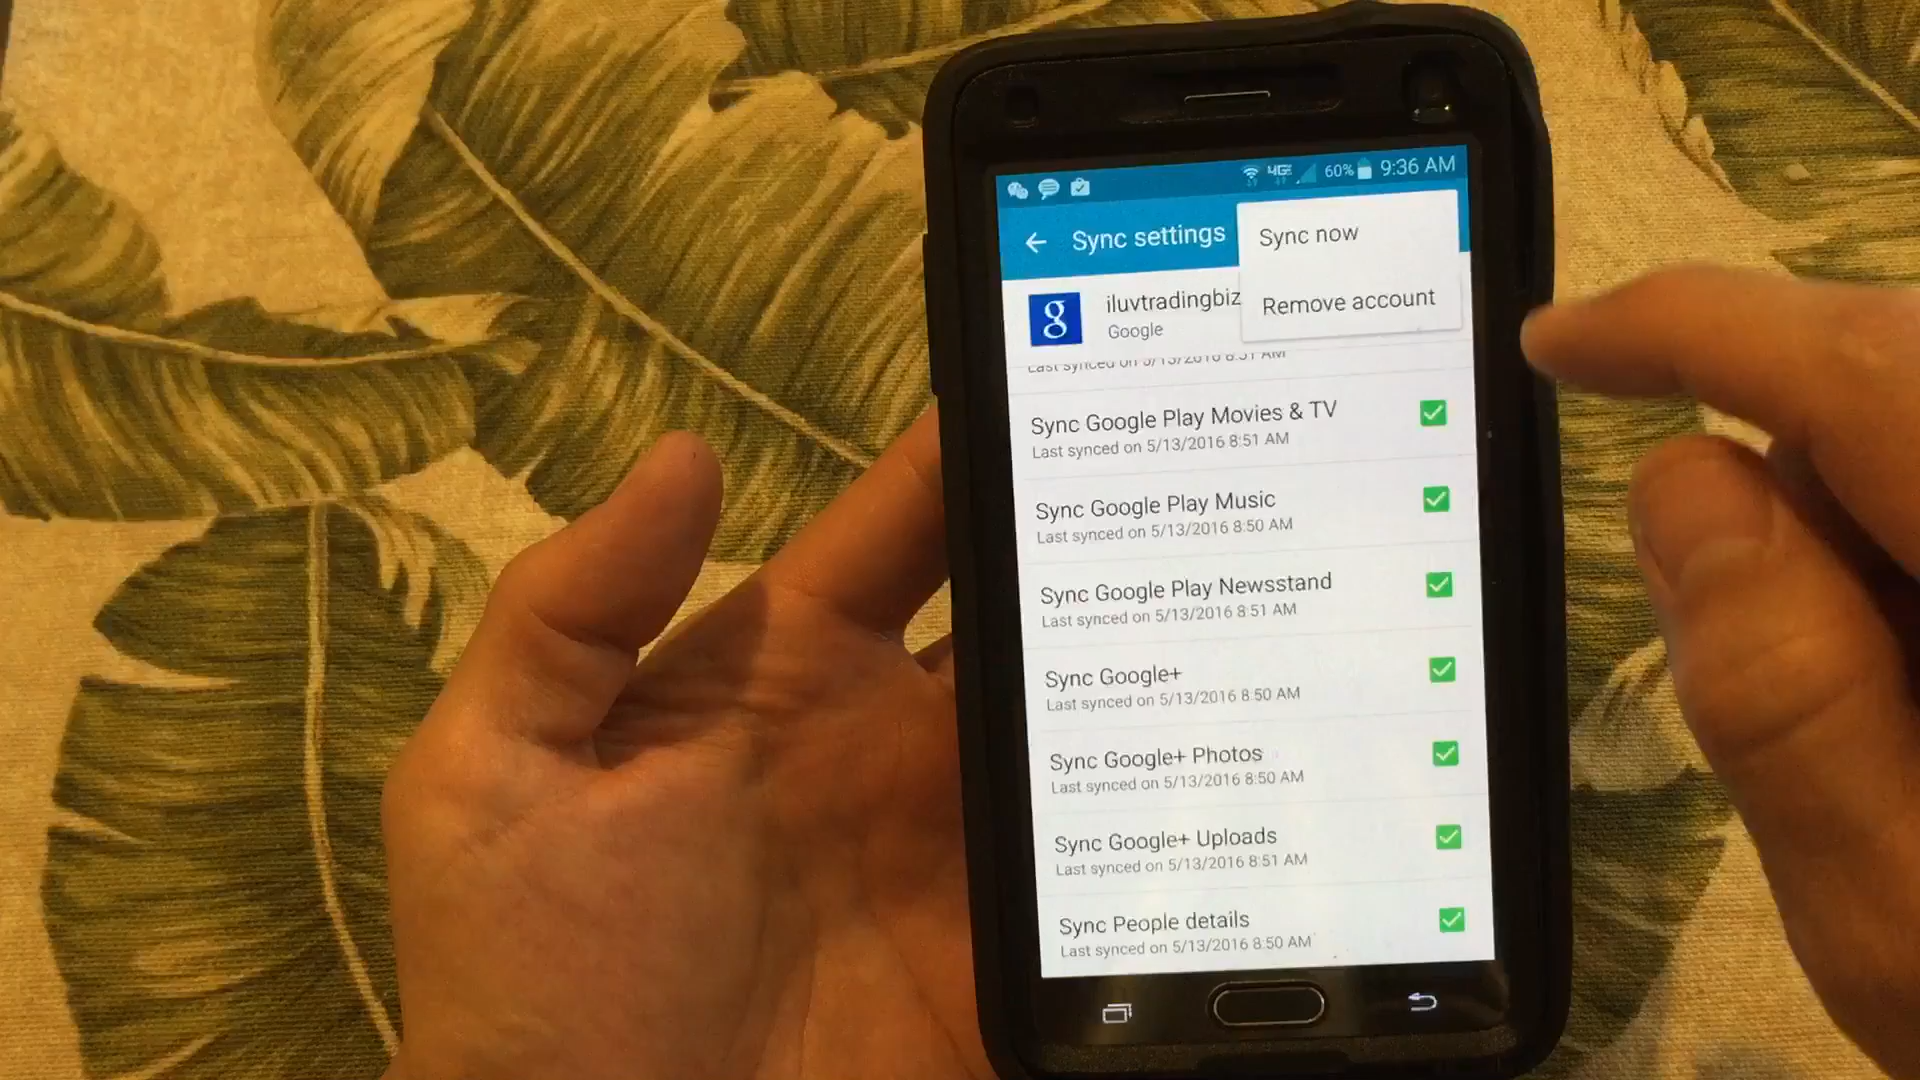 4G 60% 9:36 AM
Sync settings
Sync now
Remove account
g
iluvtradingbiz
Google
Last synced on 5/13/2016 8:51 AM
Sync Google Play Movies & TV
Last synced on 5/13/2016 8:51 AM
Sync Google Play Music
Last synced on 5/13/2016 8:50 AM
Sync Google Play Newsstand
Last synced on 5/13/2016 8:51 AM
Sync Google+
Last synced on 5/13/2016 8:50 AM
Sync Google+ Photos
Last synced on 5/13/2016 8:50 AM
Sync Google+ Uploads
Last synced on 5/13/2016 8:51 AM
Sync People details
Last synced on 5/13/2016 8:50 AM